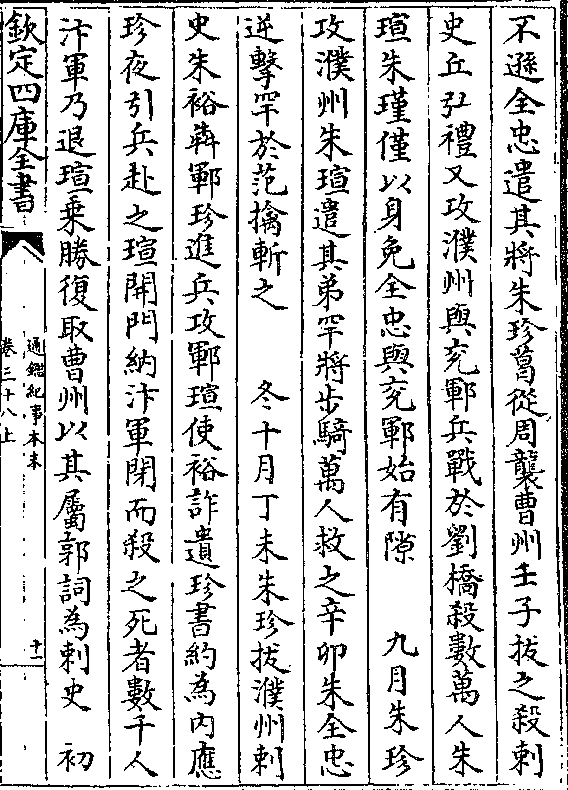 不遜全忠遣其將朱珍葛從周襲曹州壬子拔之殺刺
史丘弘禮又攻濮州與兖鄆兵戰於劉橋殺數萬人朱
瑄朱瑾僅以身免全忠與兖鄆始有隙　九月朱珍
攻濮州朱瑄遣其弟罕將步騎萬人救之辛卯朱全忠
逆擊罕於范擒斬之　冬十月丁未朱珍拔濮州刺
史朱裕奔鄆珍進兵攻鄆瑄使裕詐遺珍書約為内應
珍夜引兵赴之瑄開門納汴軍閉而殺之死者數千人
汴軍乃退瑄乗勝復取曹州以其屬郭詞為刺史　初
欽定四庫全書
通鑑紀事本末
卷三十八上
十一